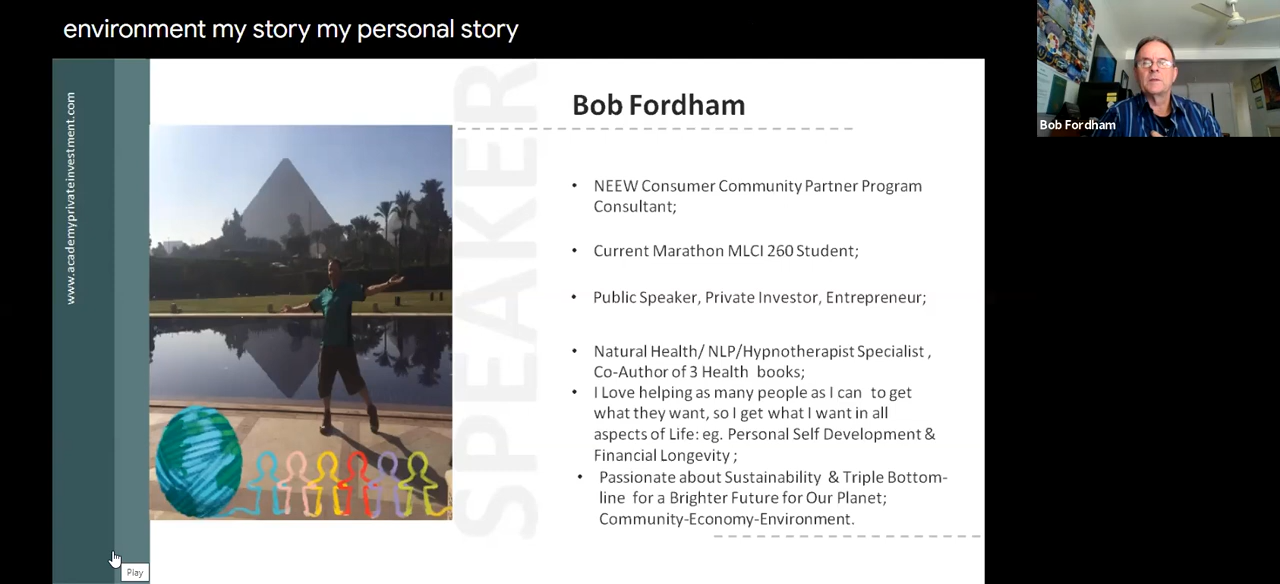 environment my story my personal story
Bob Fordham
www.academyprivateinvestment.com
SPEAKER
Bob Fordham
• NEEW Consumer Community Partner Program
Consultant;
• Current Marathon MLCI 260 Student;
• Public Speaker, Private Investor, Entrepreneur;
• Natural Health/ NLP/Hypnotherapist Specialist ,
Co-Author of 3 Health books;
• I Love helping as many people as I can to get
what they want, so I get what I want in all
aspects of Life: eg. Personal Self Development &
Financial Longevity ;
• Passionate about Sustainability & Triple Bottom-
line for a Brighter Future for Our Planet;
Community-Economy-Environment.
Play